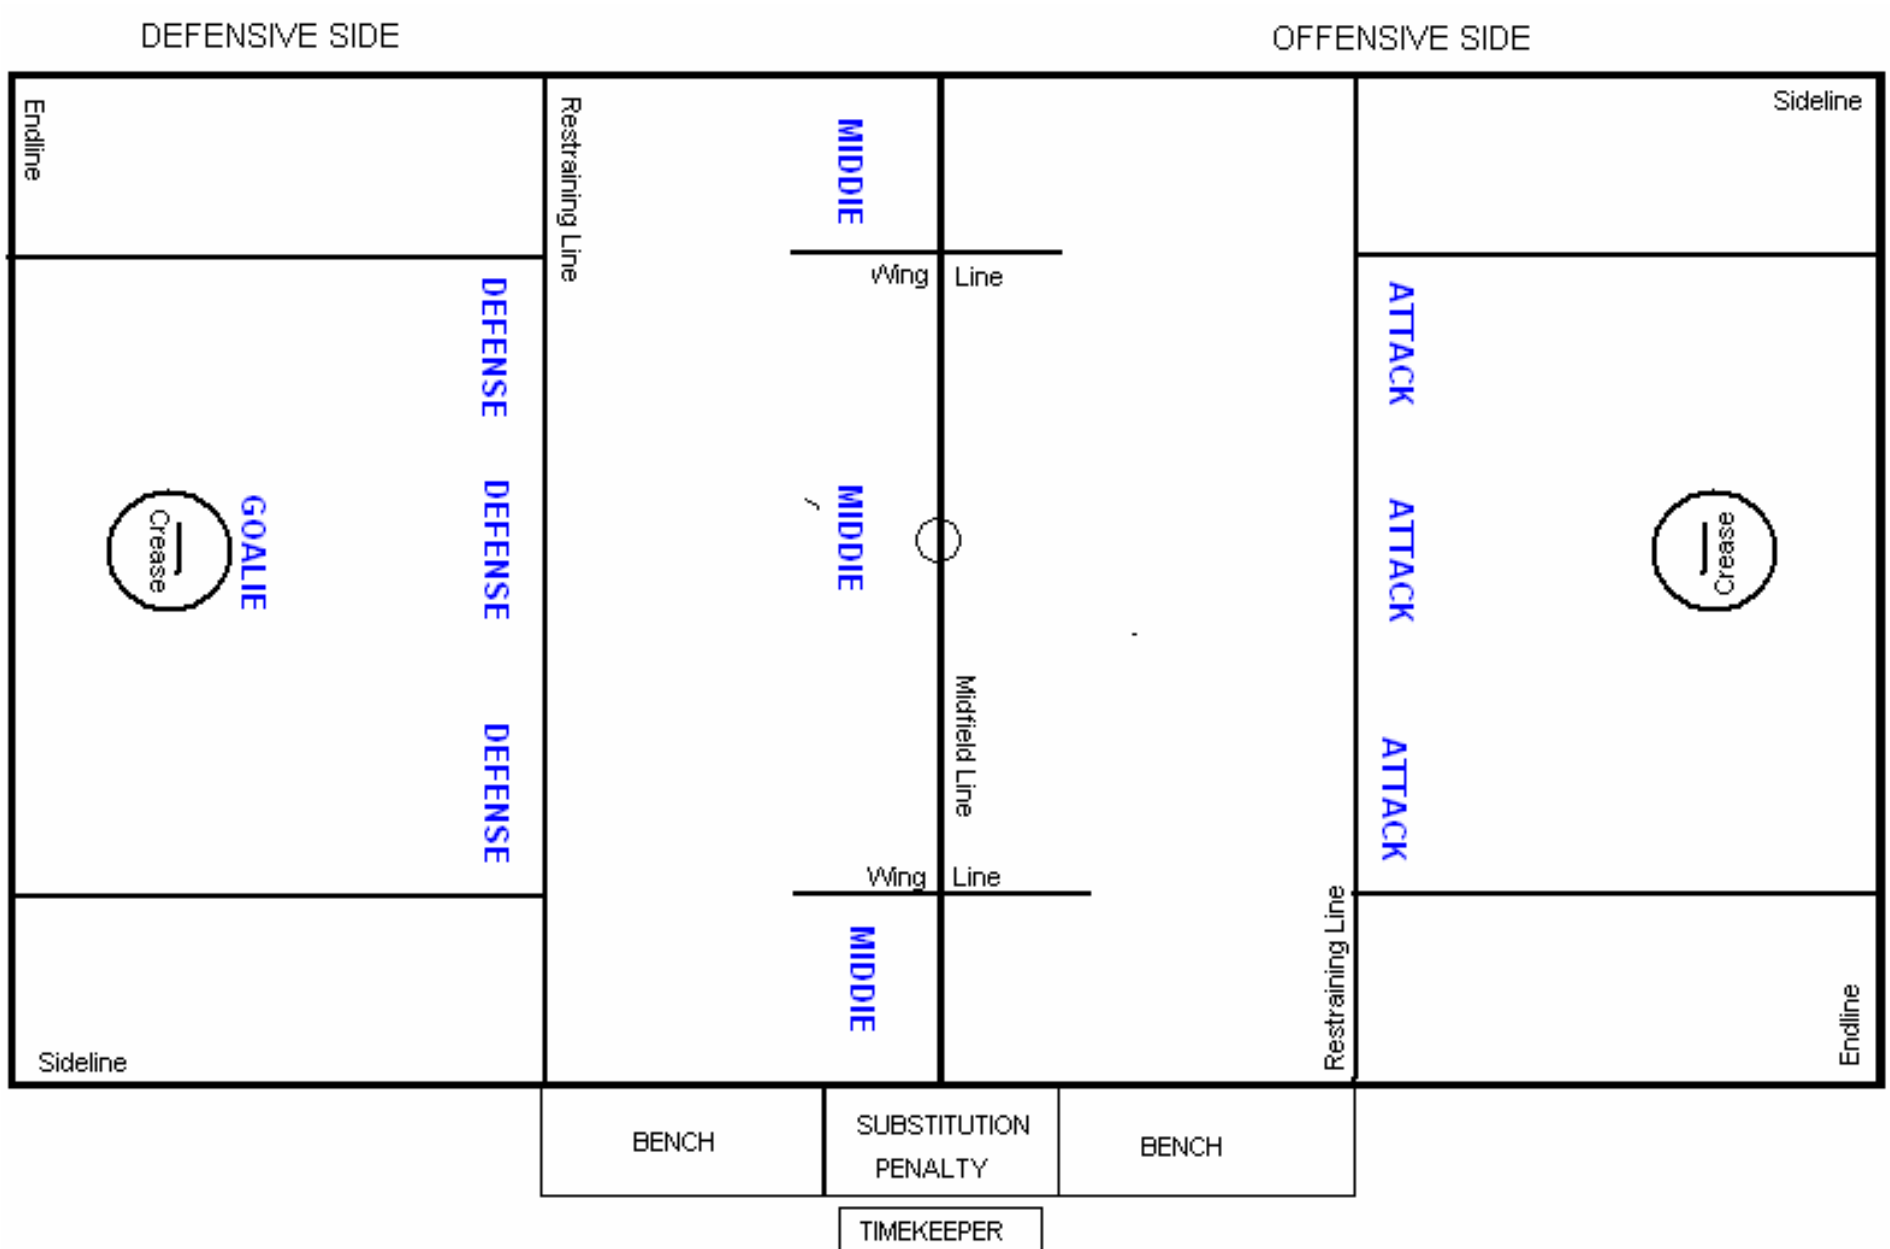 DEFENSIVE SIDE
OFFENSIVE SIDE
Endline
Restraining Line
MIDDIE
Sideline
Wing Line
DEFENSE
ATTACK
Crease
GOALIE
DEFENSE
MIDDIE
ATTACK
Crease
Midfield Line
DEFENSE
ATTACK
Wing Line
MIDDIE
Restraining Line
Endline
Sideline
BENCH
SUBSTITUTION
PENALTY
BENCH
TIMEKEEPER